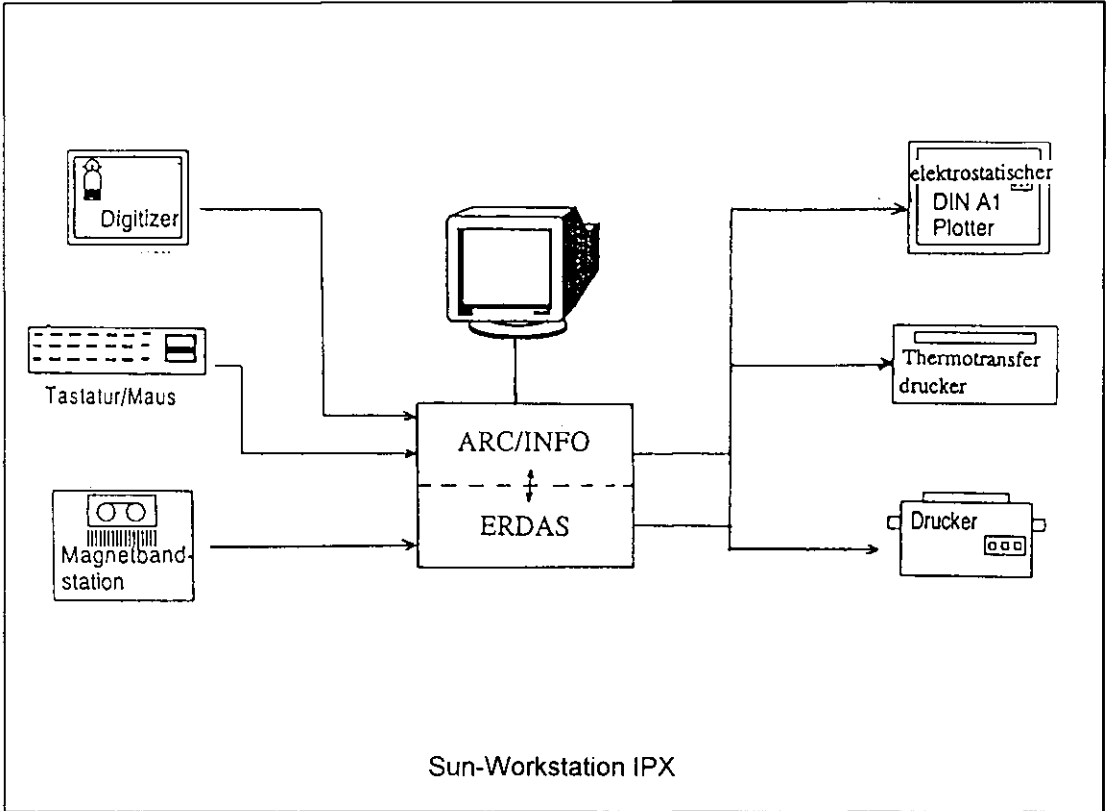 Digitizer
Tastatur/Maus
Magnetband-
station
ARC/INFO
ERDAS
elektrostatischer
DIN A1
Plotter
Thermotransfer
drucker
Drucker
Sun-Workstation IPX